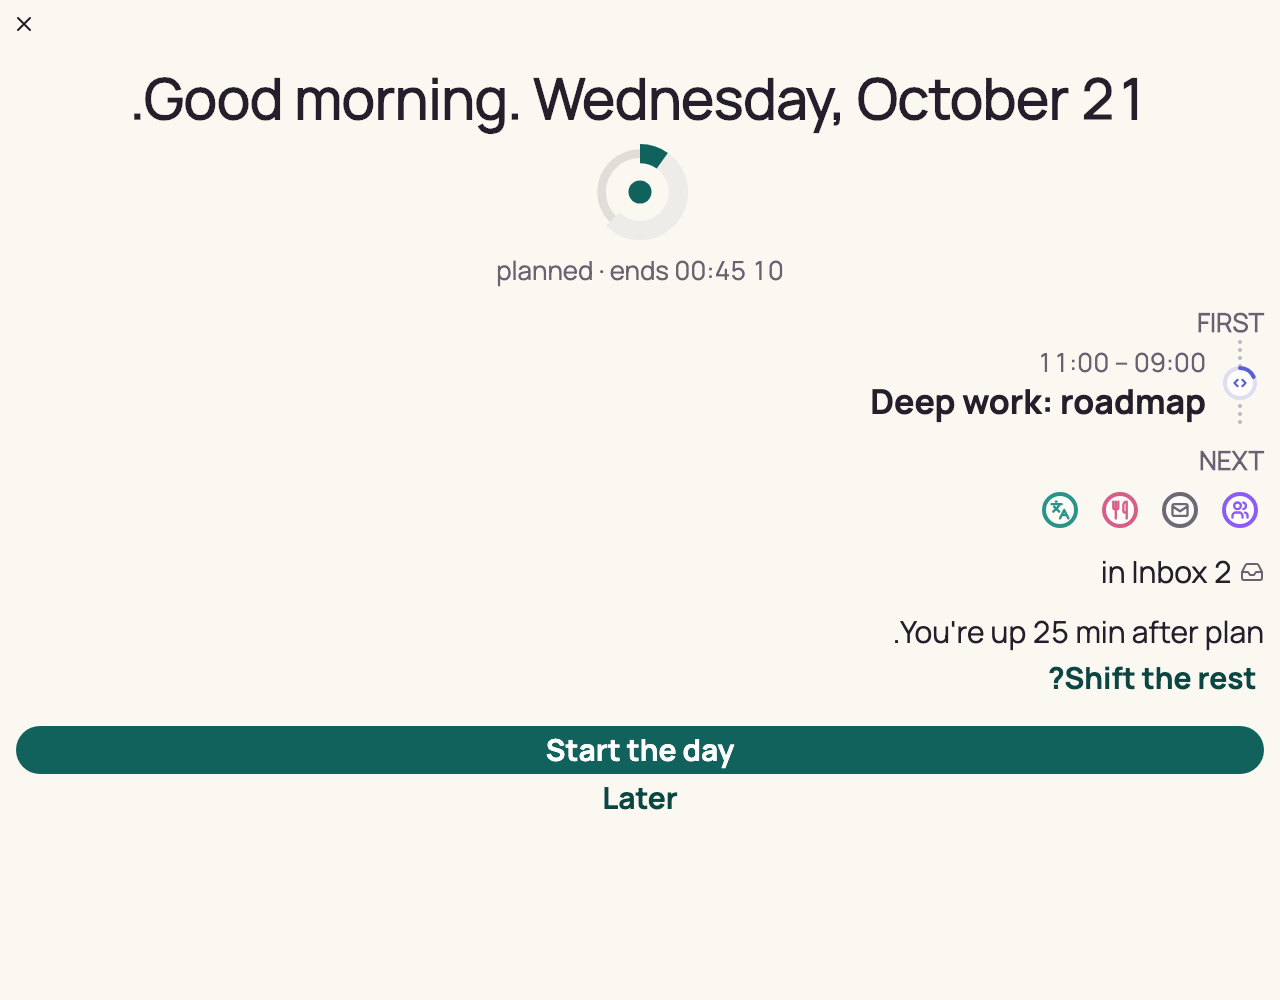 .Good morning. Wednesday, October 21
planned · ends 00:45 10
FIRST
11:00 – 09:00
Deep work: roadmap
NEXT
in Inbox 2
.You're up 25 min after plan
?Shift the rest
Start the day
Later